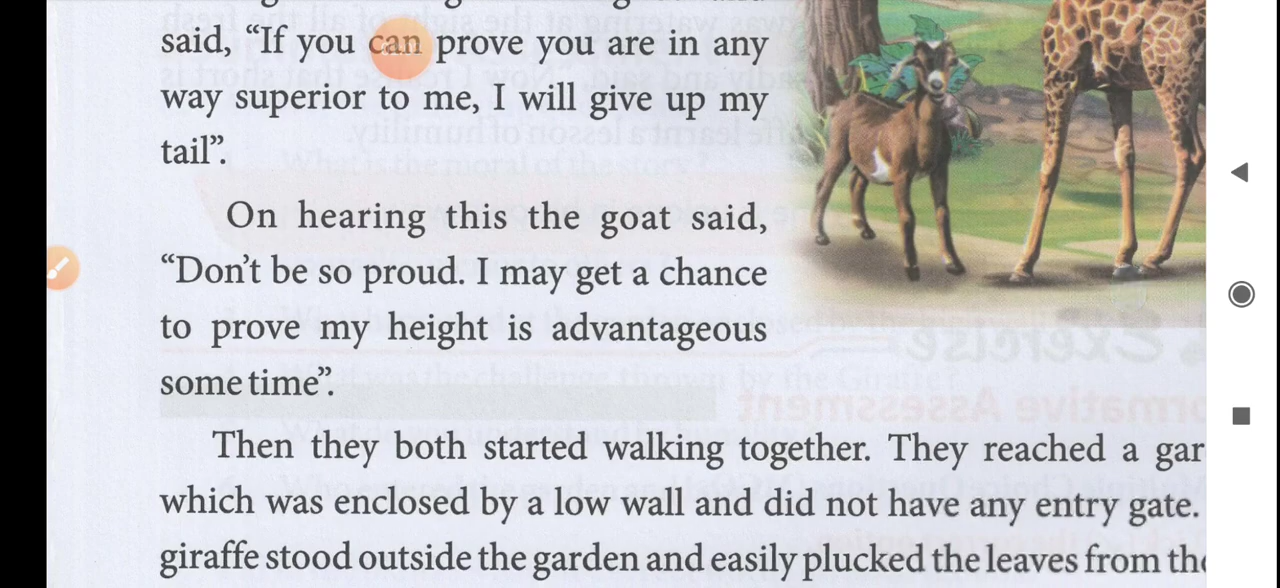 said, “If you can prove you are in any
way superior to me, I will give up my
tail”.
On hearing this the goat said,
“Don’t be so proud. I may get a chance
to prove my height is advantageous
some time”.
Then they both started walking together. They reached a gar
which was enclosed by a low wall and did not have any entry gate.
giraffe stood outside the garden and easily plucked the leaves from the